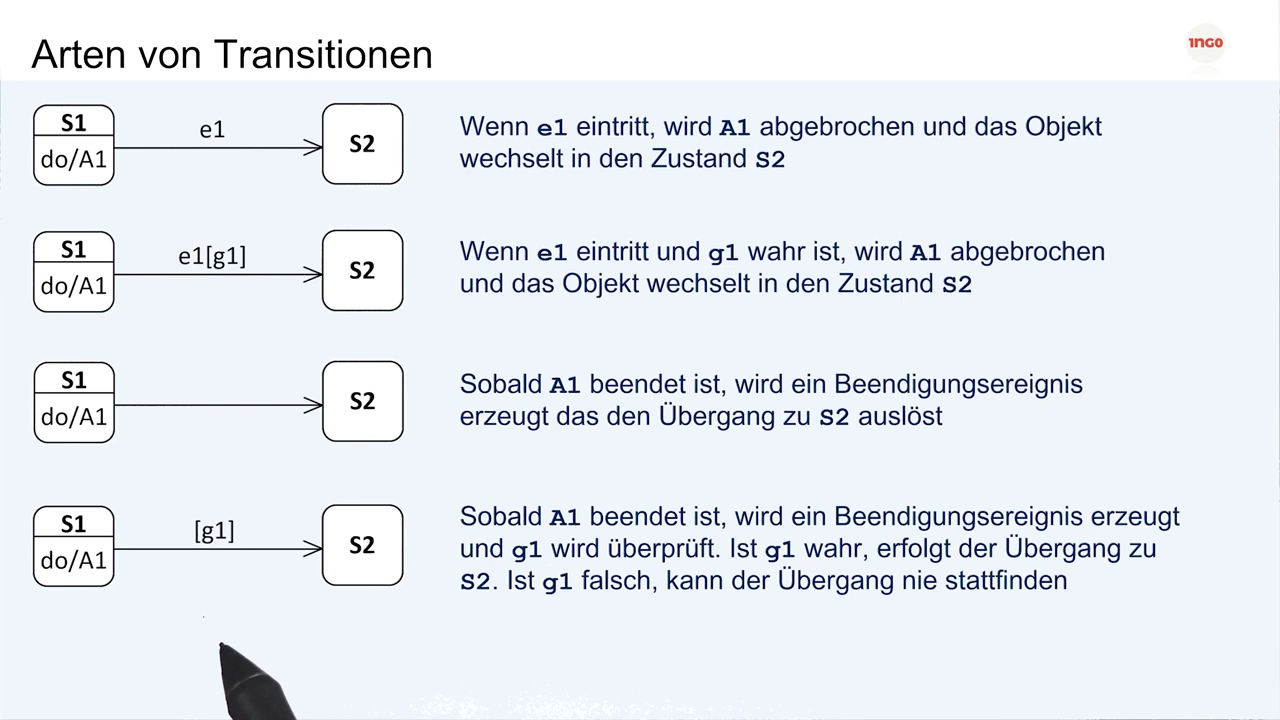 Arten von Transitionen
1NGO
S1
do/A1
e1
S2
Wenn e1 eintritt, wird A1 abgebrochen und das Objekt
wechselt in den Zustand S2
S1
do/A1
e1[g1]
S2
Wenn e1 eintritt und g1 wahr ist, wird A1 abgebrochen
und das Objekt wechselt in den Zustand S2
S1
do/A1
S2
Sobald A1 beendet ist, wird ein Beendigungsereignis
erzeugt das den Übergang zu S2 auslöst
S1
do/A1
[g1]
S2
Sobald A1 beendet ist, wird ein Beendigungsereignis erzeugt
und g1 wird überprüft. Ist g1 wahr, erfolgt der Übergang zu
S2. Ist g1 falsch, kann der Übergang nie stattfinden